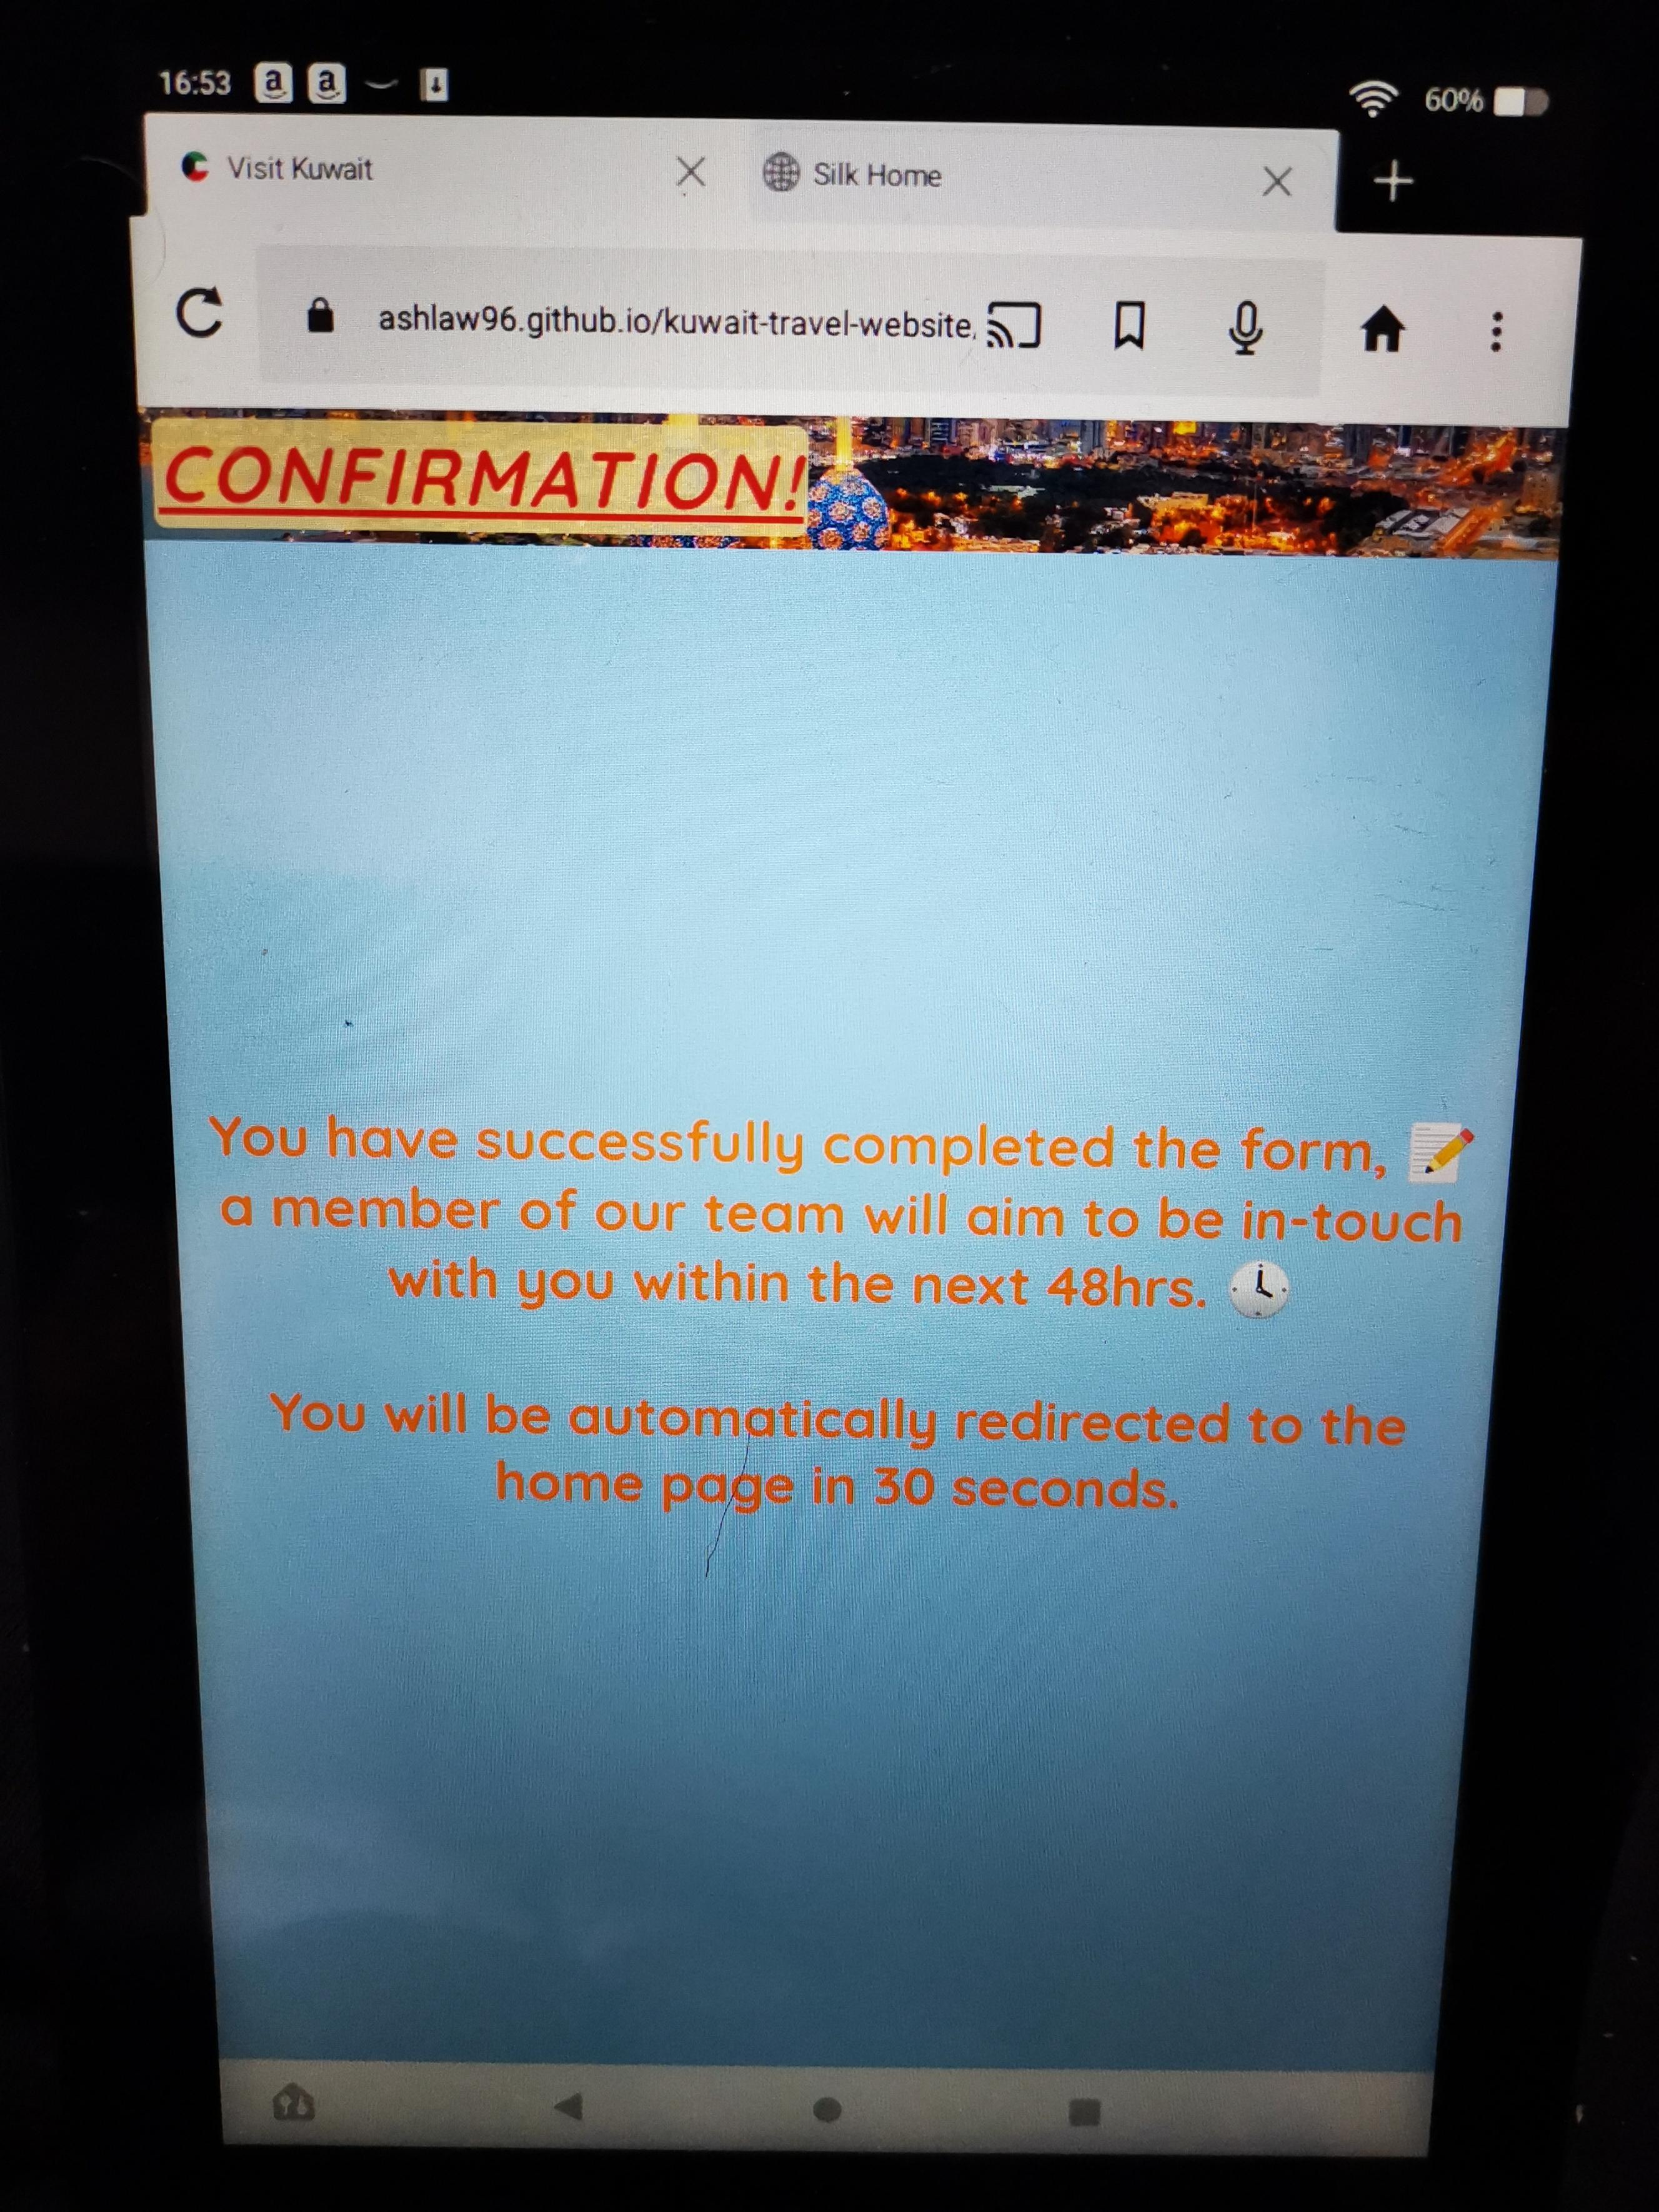 16:53
60%
Visit Kuwait
Silk Home
ashlaw96.github.io/kuwait-travel-website
CONFIRMATION!
You have successfully completed the form, 📝
a member of our team will aim to be in-touch
with you within the next 48hrs. 🕓
You will be automatically redirected to the
home page in 30 seconds.